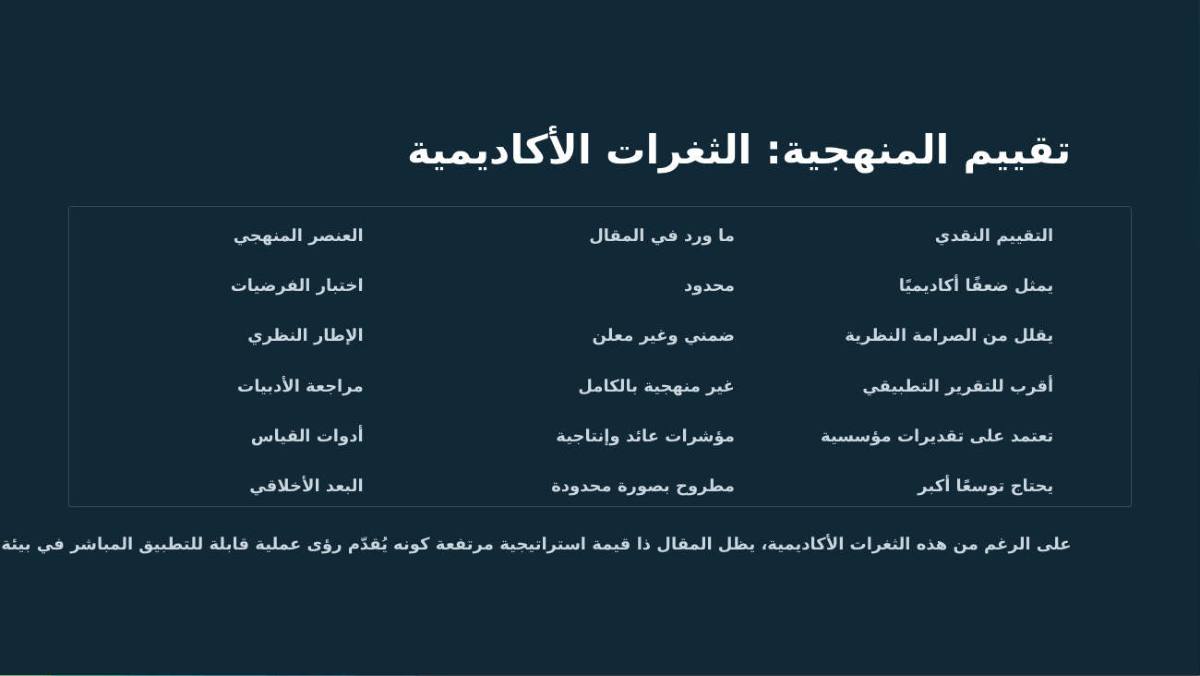 تقييم المنهجية: الثغرات الأكاديمية
التقييم النقدي ما ورد في المقال العنصر المنهجي
يمثل ضعفًا أكاديميًا محدود اختبار الفرضيات
يقلل من الصرامة النظرية ضمني وغير معلن الإطار النظري
أقرب للتقرير التطبيقي غير منهجية بالكامل مراجعة الأدبيات
تعتمد على تقديرات مؤسسية مؤشرات عائد وإنتاجية أدوات القياس
يحتاج توسعًا أكبر مطروح بصورة محدودة البعد الأخلاقي
على الرغم من هذه الثغرات الأكاديمية، يظل المقال ذا قيمة استراتيجية مرتفعة كونه يُقدّم رؤى عملية قابلة للتطبيق المباشر في بيئة